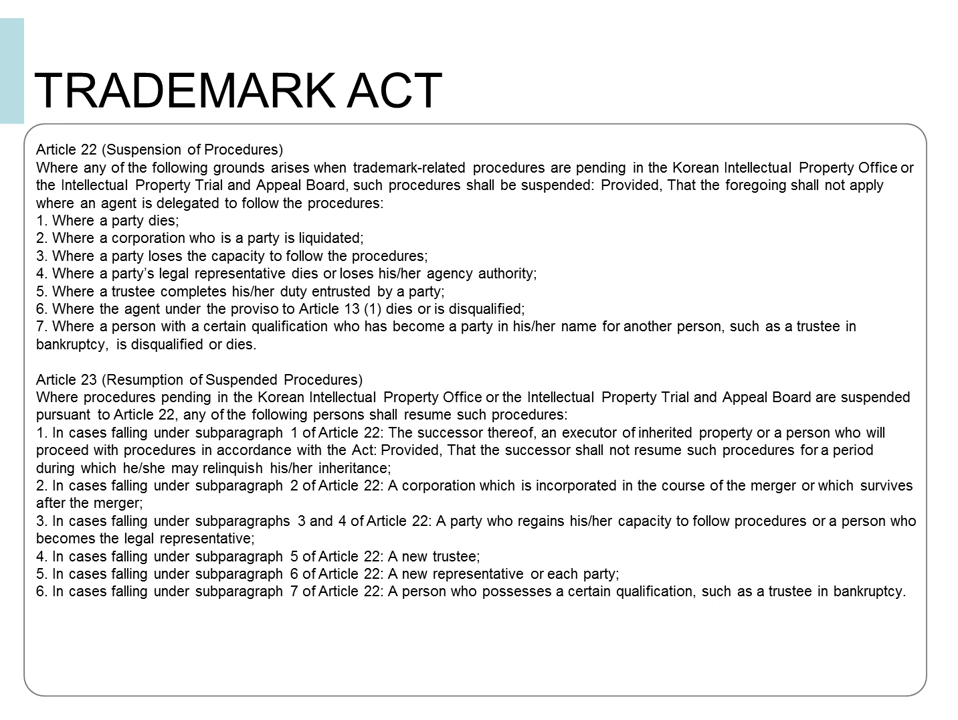 TRADEMARK ACT
Article 22 (Suspension of Procedures)
Where any of the following grounds arises when trademark-related procedures are pending in the Korean Intellectual Property Office or
the Intellectual Property Trial and Appeal Board, such procedures shall be suspended: Provided, That the foregoing shall not apply
where an agent is delegated to follow the procedures:
1. Where a party dies;
2. Where a corporation who is a party is liquidated;
3. Where a party loses the capacity to follow the procedures;
4. Where a party’s legal representative dies or loses his/her agency authority;
5. Where a trustee completes his/her duty entrusted by a party;
6. Where the agent under the proviso to Article 13 (1) dies or is disqualified;
7. Where a person with a certain qualification who has become a party in his/her name for another person, such as a trustee in
bankruptcy, is disqualified or dies.
Article 23 (Resumption of Suspended Procedures)
Where procedures pending in the Korean Intellectual Property Office or the Intellectual Property Trial and Appeal Board are suspended
pursuant to Article 22, any of the following persons shall resume such procedures:
1. In cases falling under subparagraph 1 of Article 22: The successor thereof, an executor of inherited property or a person who will
proceed with procedures in accordance with the Act: Provided, That the successor shall not resume such procedures for a period
during which he/she may relinquish his/her inheritance;
2. In cases falling under subparagraph 2 of Article 22: A corporation which is incorporated in the course of the merger or which survives
after the merger;
3. In cases falling under subparagraphs 3 and 4 of Article 22: A party who regains his/her capacity to follow procedures or a person who
becomes the legal representative;
4. In cases falling under subparagraph 5 of Article 22: A new trustee;
5. In cases falling under subparagraph 6 of Article 22: A new representative or each party;
6. In cases falling under subparagraph 7 of Article 22: A person who possesses a certain qualification, such as a trustee in bankruptcy.